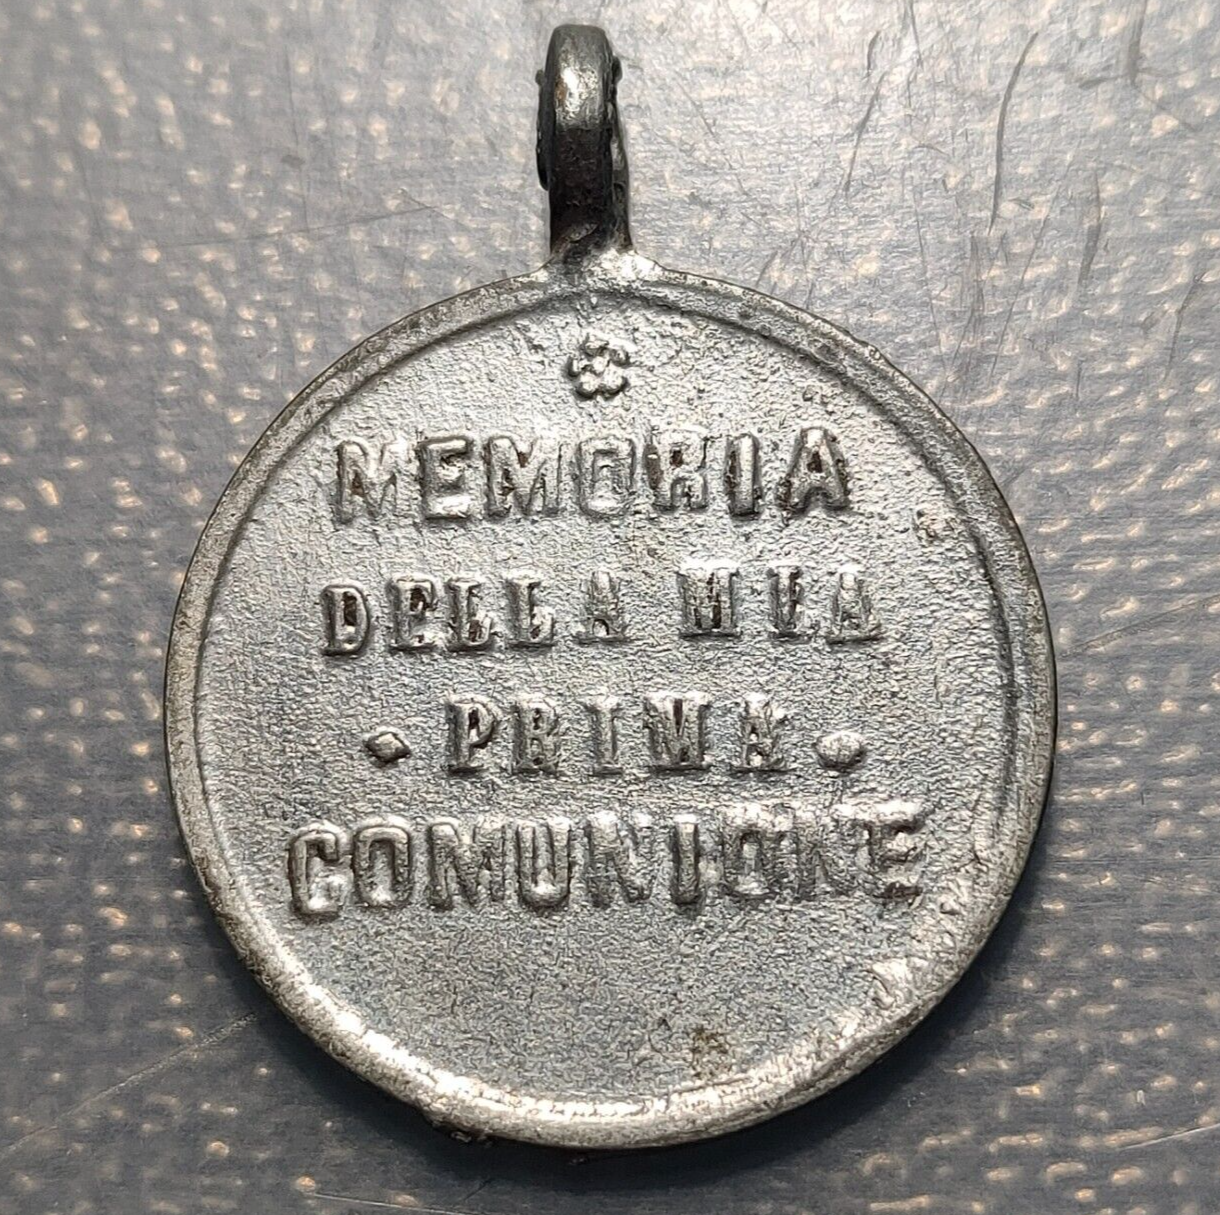 MEMORIA
DELLA MIA
· PRIMA ·
COMUNIONE